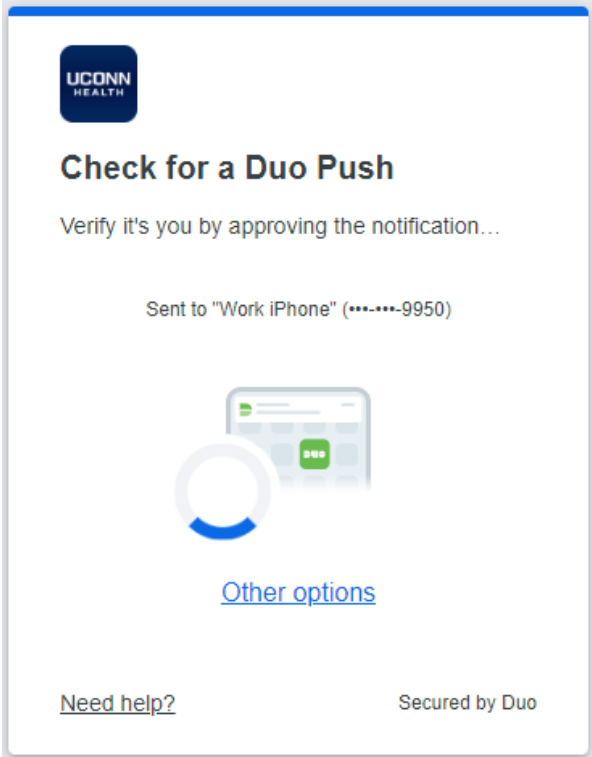 UCONN
HEALTH
Check for a Duo Push
Verify it's you by approving the notification...
Sent to "Work iPhone" (•••-•••-9950)
DUO
Other options
Need help?
Secured by Duo